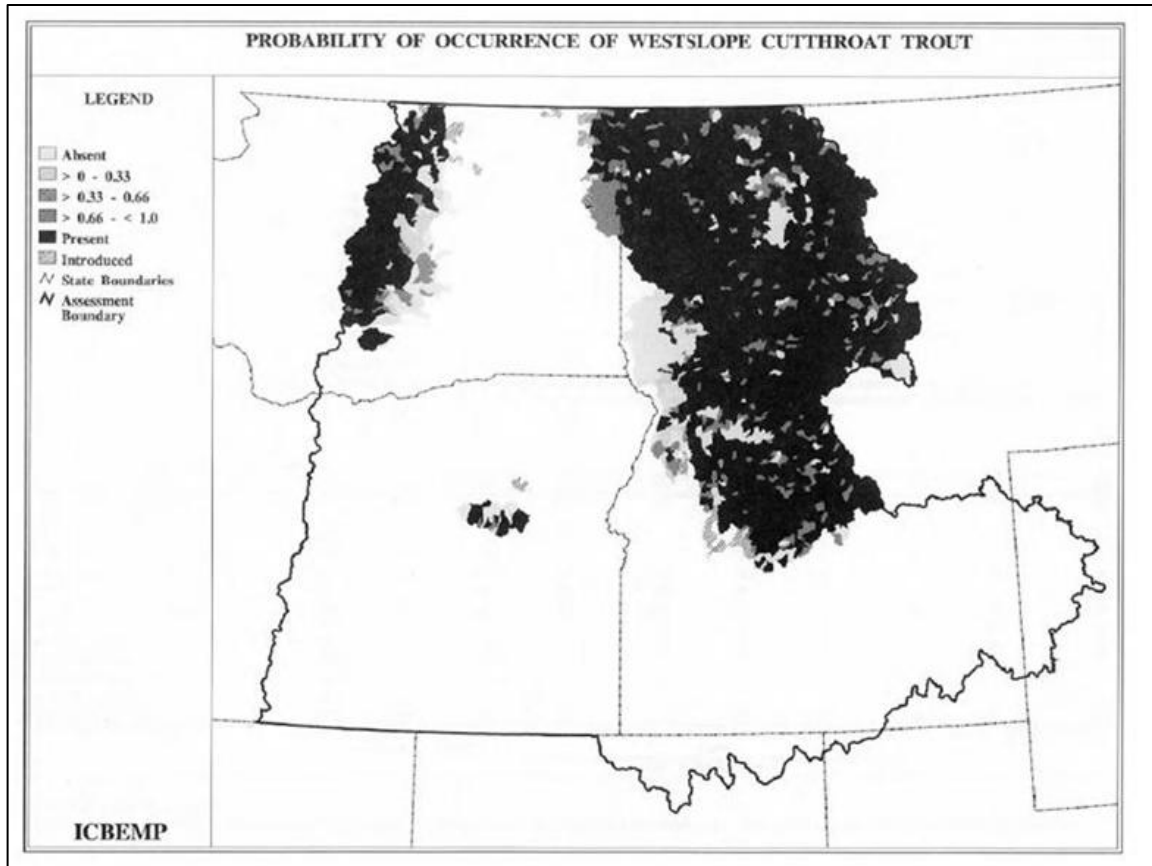 PROBABILITY OF OCCURRENCE OF WESTSLOPE CUTTHROAT TROUT
LEGEND
Absent
> 0 - 0.33
> 0.33 - 0.66
> 0.66 - < 1.0
Present
Introduced
State Boundaries
Assessment
Boundary
ICBEMP